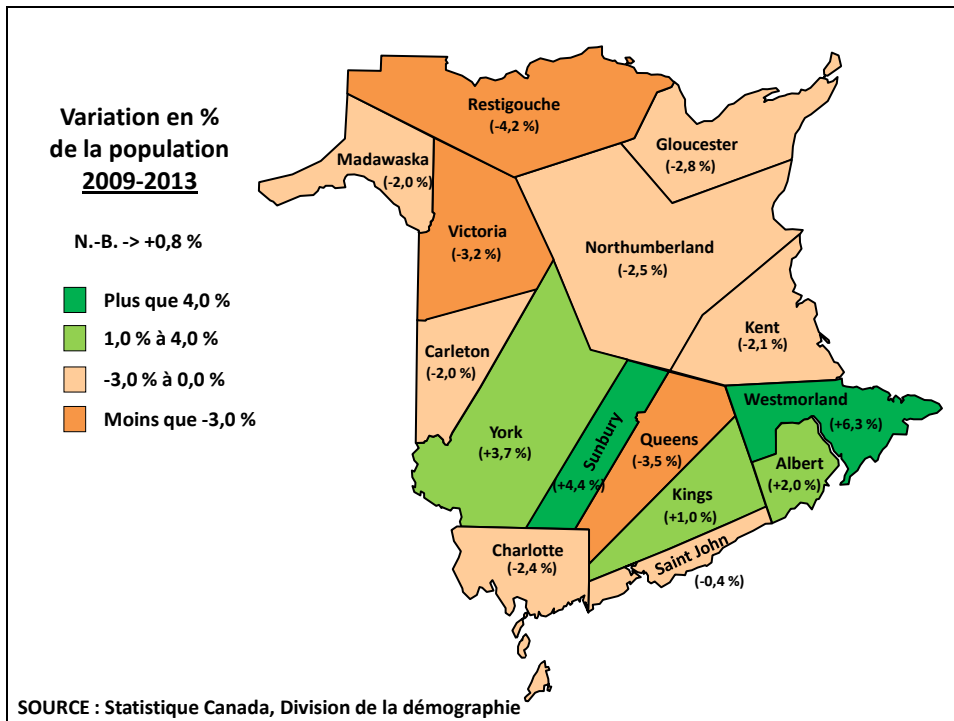 Variation en %
de la population
2009-2013
N.-B. -> +0,8 %
Plus que 4,0 %
1,0 % à 4,0 %
-3,0 % à 0,0 %
Moins que -3,0 %
Restigouche
(-4,2 %)
Gloucester
(-2,8 %)
Madawaska
(-2,0 %)
Victoria
(-3,2 %)
Northumberland
(-2,5 %)
Kent
(-2,1 %)
Carleton
(-2,0 %)
York
(+3,7 %)
Sunbury
(+4,4 %)
Queens
(-3,5 %)
Westmorland
(+6,3 %)
Albert
(+2,0 %)
Kings
(+1,0 %)
Charlotte
(-2,4 %)
Saint John
(-0,4 %)
SOURCE : Statistique Canada, Division de la démographie